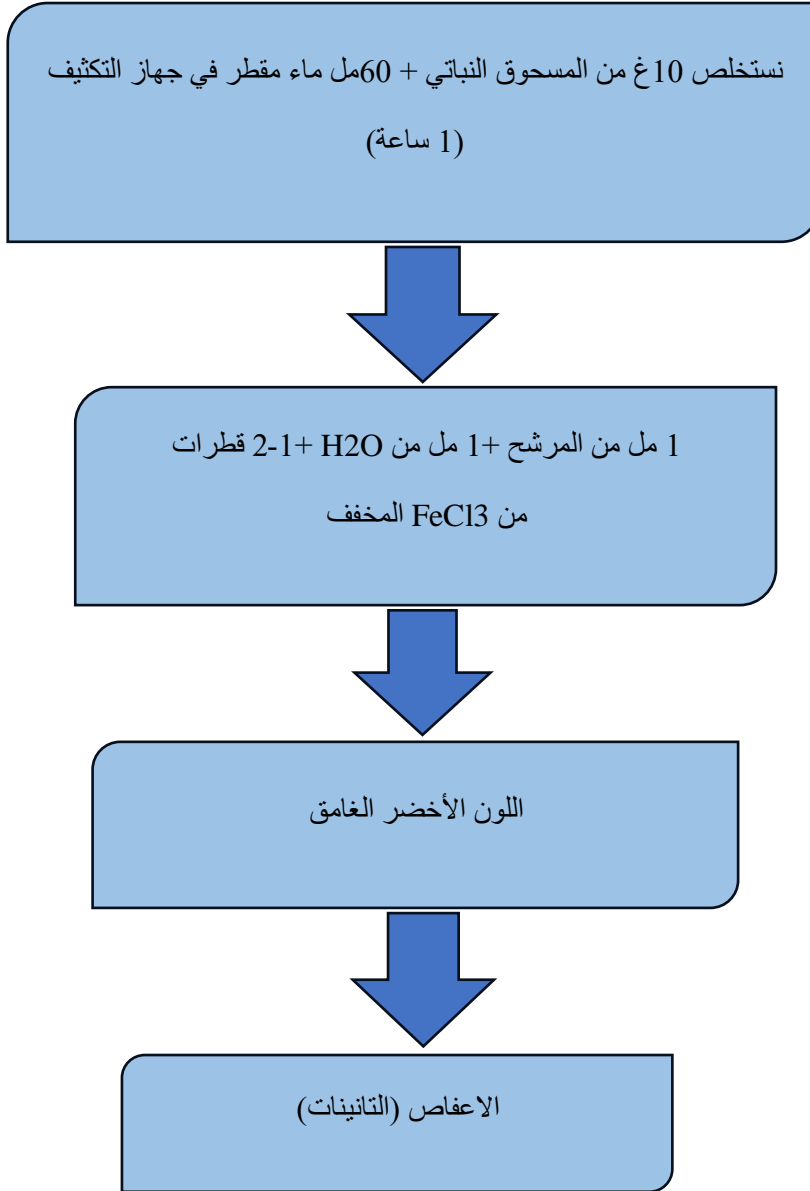 نستخلص 10غ من المسحوق النباتي + 60مل ماء مقطر في جهاز التكثيف
(1 ساعة)
1 مل من المرشح +1 مل من H2O +1-2 قطرات
من FeCl3 المخفف
اللون الأخضر الغامق
الاعفاص (التانينات)